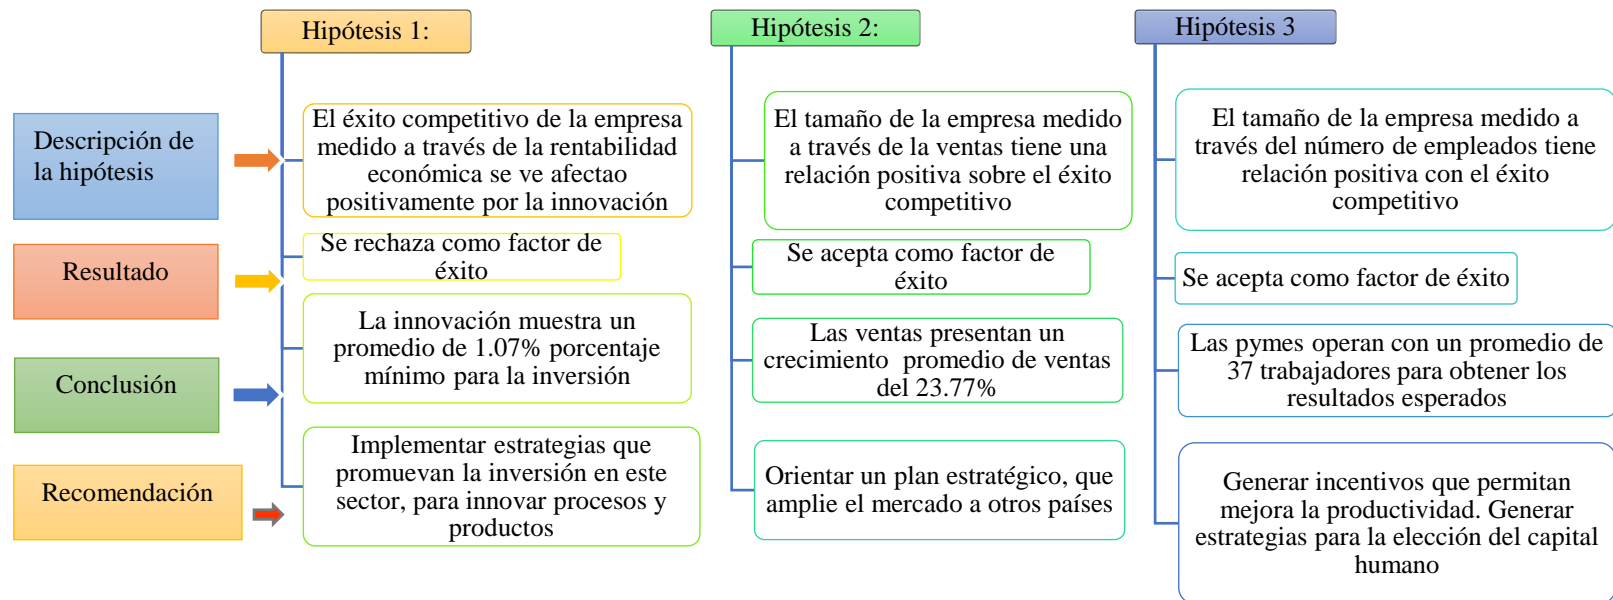 Hipótesis 1:
Hipótesis 2:
Hipótesis 3
Descripción de
la hipótesis
El éxito competitivo de la empresa
medido a través de la rentabilidad
económica se ve afectao
positivamente por la innovación
El tamaño de la empresa medido
a través de la ventas tiene una
relación positiva sobre el éxito
competitivo
El tamaño de la empresa medido a
través del número de empleados tiene
relación positiva con el éxito
competitivo
Resultado
Se rechaza como factor de
éxito
Se acepta como factor de
éxito
Se acepta como factor de éxito
Conclusión
La innovación muestra un
promedio de 1.07% porcentaje
mínimo para la inversión
Las ventas presentan un
crecimiento promedio de ventas
del 23.77%
Las pymes operan con un promedio de
37 trabajadores para obtener los
resultados esperados
Recomendación
Implementar estrategias que
promuevan la inversión en este
sector, para innovar procesos y
productos
Orientar un plan estratégico, que
amplie el mercado a otros países
Generar incentivos que permitan
mejora la productividad. Generar
estrategias para la elección del capital
humano